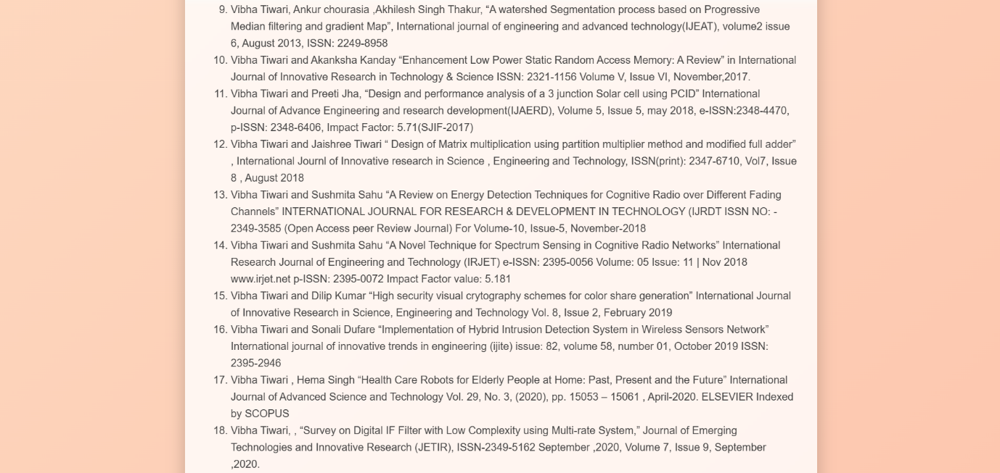 9. Vibha Tiwari, Ankur chourasia ,Akhilesh Singh Thakur, “A watershed Segmentation process based on Progressive
Median filtering and gradient Map”, International journal of engineering and advanced technology(IJEAT), volume2 issue
6, August 2013, ISSN: 2249-8958
10. Vibha Tiwari and Akanksha Kanday “Enhancement Low Power Static Random Access Memory: A Review” in International
Journal of Innovative Research in Technology & Science ISSN: 2321-1156 Volume V, Issue VI, November,2017.
11. Vibha Tiwari and Preeti Jha, “Design and performance analysis of a 3 junction Solar cell using PCID” International
Journal of Advance Engineering and research development(IJAERD), Volume 5, Issue 5, may 2018, e-ISSN:2348-4470,
p-ISSN: 2348-6406, Impact Factor: 5.71(SJIF-2017)
12. Vibha Tiwari and Jaishree Tiwari “ Design of Matrix multiplication using partition multiplier method and modified full adder”
, International Journl of Innovative research in Science , Engineering and Technology, ISSN(print): 2347-6710, Vol7, Issue
8 , August 2018
13. Vibha Tiwari and Sushmita Sahu “A Review on Energy Detection Techniques for Cognitive Radio over Different Fading
Channels” INTERNATIONAL JOURNAL FOR RESEARCH & DEVELOPMENT IN TECHNOLOGY (IJRDT ISSN NO: -
2349-3585 (Open Access peer Review Journal) For Volume-10, Issue-5, November-2018
14. Vibha Tiwari and Sushmita Sahu “A Novel Technique for Spectrum Sensing in Cognitive Radio Networks” International
Research Journal of Engineering and Technology (IRJET) e-ISSN: 2395-0056 Volume: 05 Issue: 11 | Nov 2018
www.irjet.net p-ISSN: 2395-0072 Impact Factor value: 5.181
15. Vibha Tiwari and Dilip Kumar “High security visual crytography schemes for color share generation” International Journal
of Innovative Research in Science, Engineering and Technology Vol. 8, Issue 2, February 2019
16. Vibha Tiwari and Sonali Dufare “Implementation of Hybrid Intrusion Detection System in Wireless Sensors Network”
International journal of innovative trends in engineering (ijite) issue: 82, volume 58, number 01, October 2019 ISSN:
2395-2946
17. Vibha Tiwari , Hema Singh “Health Care Robots for Elderly People at Home: Past, Present and the Future” International
Journal of Advanced Science and Technology Vol. 29, No. 3, (2020), pp. 15053 – 15061 , April-2020. ELSEVIER Indexed
by SCOPUS
18. Vibha Tiwari, , “Survey on Digital IF Filter with Low Complexity using Multi-rate System,” Journal of Emerging
Technologies and Innovative Research (JETIR), ISSN-2349-5162 September ,2020, Volume 7, Issue 9, September
,2020.